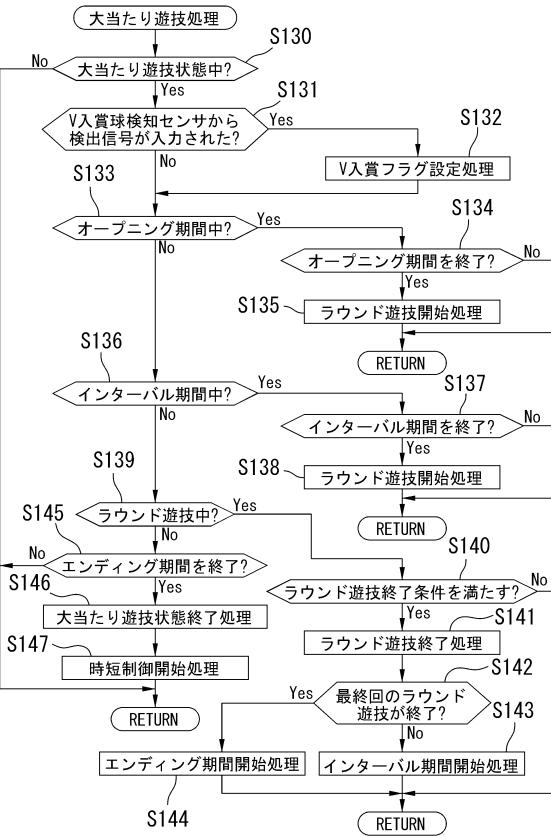 大当たり遊技処理
S130
No
大当たり遊技状態中?
Yes
S131
V入賞球検知センサから
検出信号が入力された?
Yes
No
S132
V入賞フラグ設定処理
S133
オープニング期間中?
Yes
No
S134
オープニング期間を終了?
No
Yes
S135
ラウンド遊技開始処理
RETURN
S136
インターバル期間中?
Yes
No
S137
インターバル期間を終了?
No
Yes
S138
ラウンド遊技開始処理
RETURN
S139
ラウンド遊技中?
Yes
No
S145
No
エンディング期間を終了?
Yes
S140
ラウンド遊技終了条件を満たす?
No
Yes
S146
大当たり遊技状態終了処理
S141
ラウンド遊技終了処理
S147
時短制御開始処理
S142
Yes
最終回のラウンド
遊技が終了?
No
RETURN
S143
エンディング期間開始処理
インターバル期間開始処理
S144
RETURN